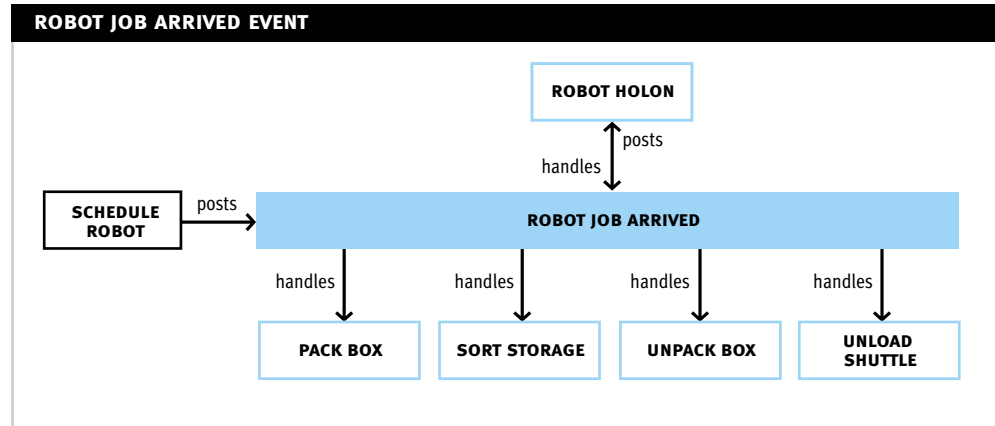 ROBOT JOB ARRIVED EVENT
ROBOT HOLON
posts
handles
SCHEDULE
ROBOT
posts
ROBOT JOB ARRIVED
handles
handles
handles
handles
PACK BOX
SORT STORAGE
UNPACK BOX
UNLOAD
SHUTTLE